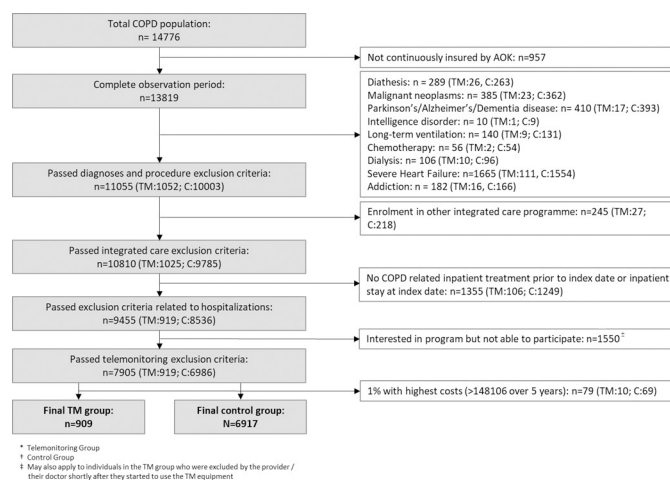 Total COPD population:
n= 14776
Not continuously insured by AOK: n=957
Complete observation period:
n=13819
Diathesis: n = 289 (TM:26, C:263)
Malignant neoplasms: n= 385 (TM:23; C:362)
Parkinson's/Alzheimer's/Dementia disease: n= 410 (TM:17; C:393)
Intelligence disorder: n= 10 (TM:1; C:9)
Long-term ventilation: n= 140 (TM:9; C:131)
Chemotherapy: n= 56 (TM:2; C:54)
Dialysis: n= 106 (TM:10; C:96)
Severe Heart Failure: n=1665 (TM:111, C:1554)
Addiction: n = 182 (TM:16, C:166)
Passed diagnoses and procedure exclusion criteria:
n=11055 (TM:1052; C:10003)
Enrolment in other integrated care programme: n=245 (TM:27;
C:218)
Passed integrated care exclusion criteria:
n=10810 (TM:1025; C:9785)
No COPD related inpatient treatment prior to index date or inpatient
stay at index date: n=1355 (TM:106; C:1249)
Passed exclusion criteria related to hospitalizations:
n=9455 (TM:919; C:8536)
Interested in program but not able to participate: n=1550‡
Passed telemonitoring exclusion criteria:
n=7905 (TM:919; C:6986)
1% with highest costs (>148106 over 5 years): n=79 (TM:10; C:69)
Final TM group:
n=909
Final control group:
N=6917
* Telemonitoring Group
† Control Group
‡ May also apply to individuals in the TM group who were excluded by the provider /
their doctor shortly after they started to use the TM equipment